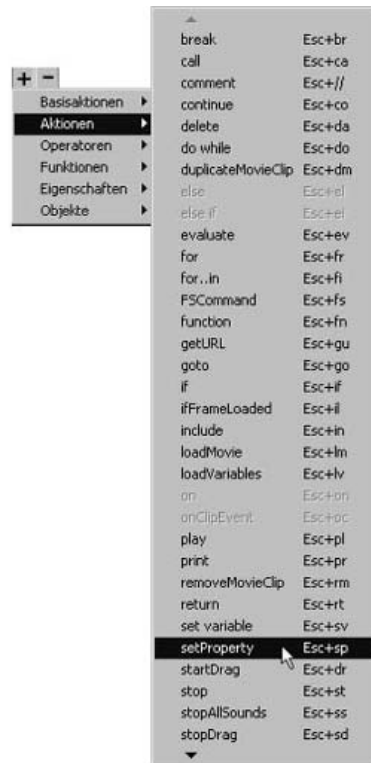 + -
Basisaktionen
Aktionen
Operatoren
Funktionen
Eigenschaften
Objekte
break Esc+br
call Esc+ca
comment Esc+//
continue Esc+co
delete Esc+da
do while Esc+do
duplicateMovieClip Esc+dm
else Esc+el
else if Esc+ei
evaluate Esc+ev
for Esc+fr
for..in Esc+fi
FSCommand Esc+fs
function Esc+fn
getURL Esc+gu
goto Esc+go
if Esc+if
ifFrameLoaded Esc+il
include Esc+in
loadMovie Esc+lm
loadVariables Esc+lv
on Esc+on
onClipEvent Esc+oc
play Esc+pl
print Esc+pr
removeMovieClip Esc+rm
return Esc+rt
set variable Esc+sv
setProperty Esc+sp
startDrag Esc+dr
stop Esc+st
stopAllSounds Esc+ss
stopDrag Esc+sd